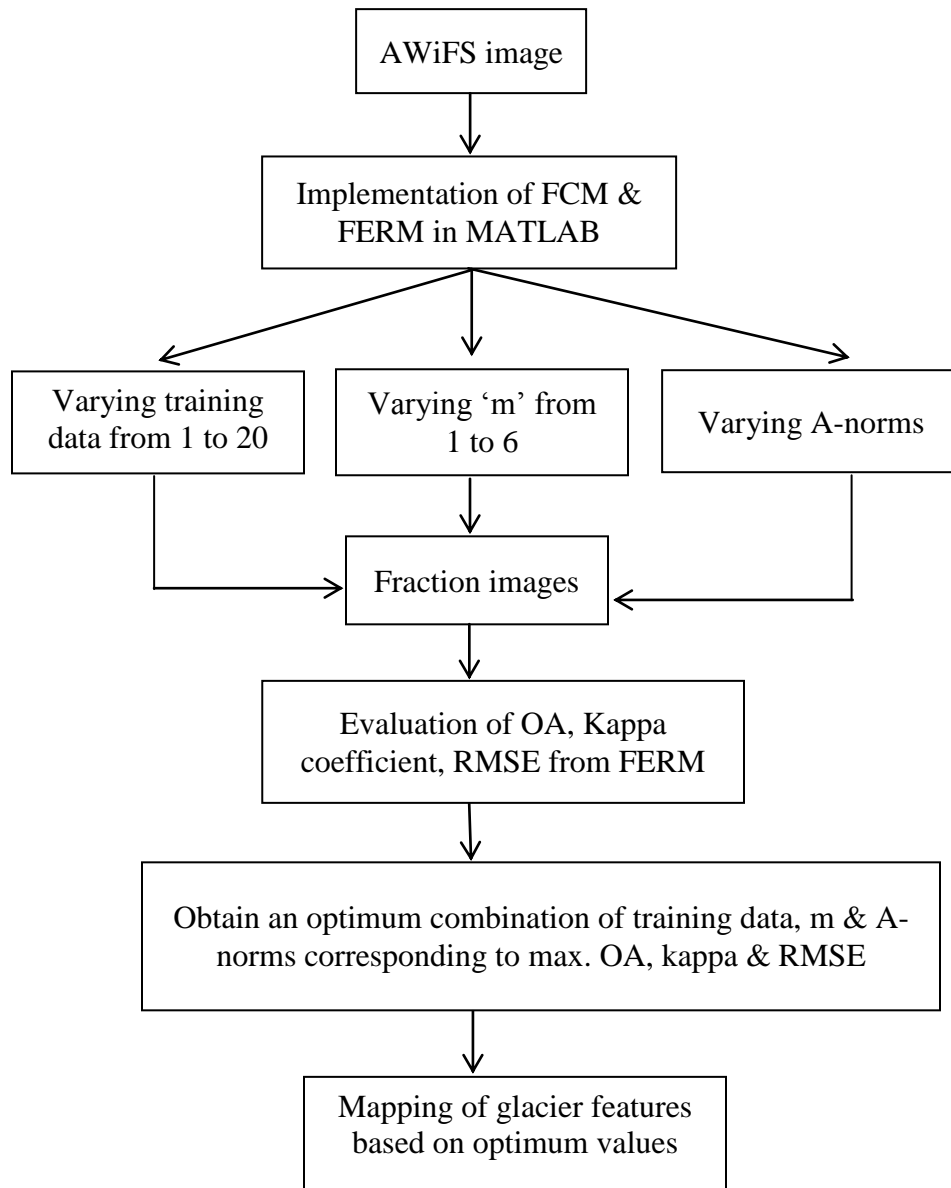 AWiFS image
Implementation of FCM &
FERM in MATLAB
Varying training
data from 1 to 20
Varying ‘m’ from
1 to 6
Varying A-norms
Fraction images
Evaluation of OA, Kappa
coefficient, RMSE from FERM
Obtain an optimum combination of training data, m & A-
norms corresponding to max. OA, kappa & RMSE
Mapping of glacier features
based on optimum values